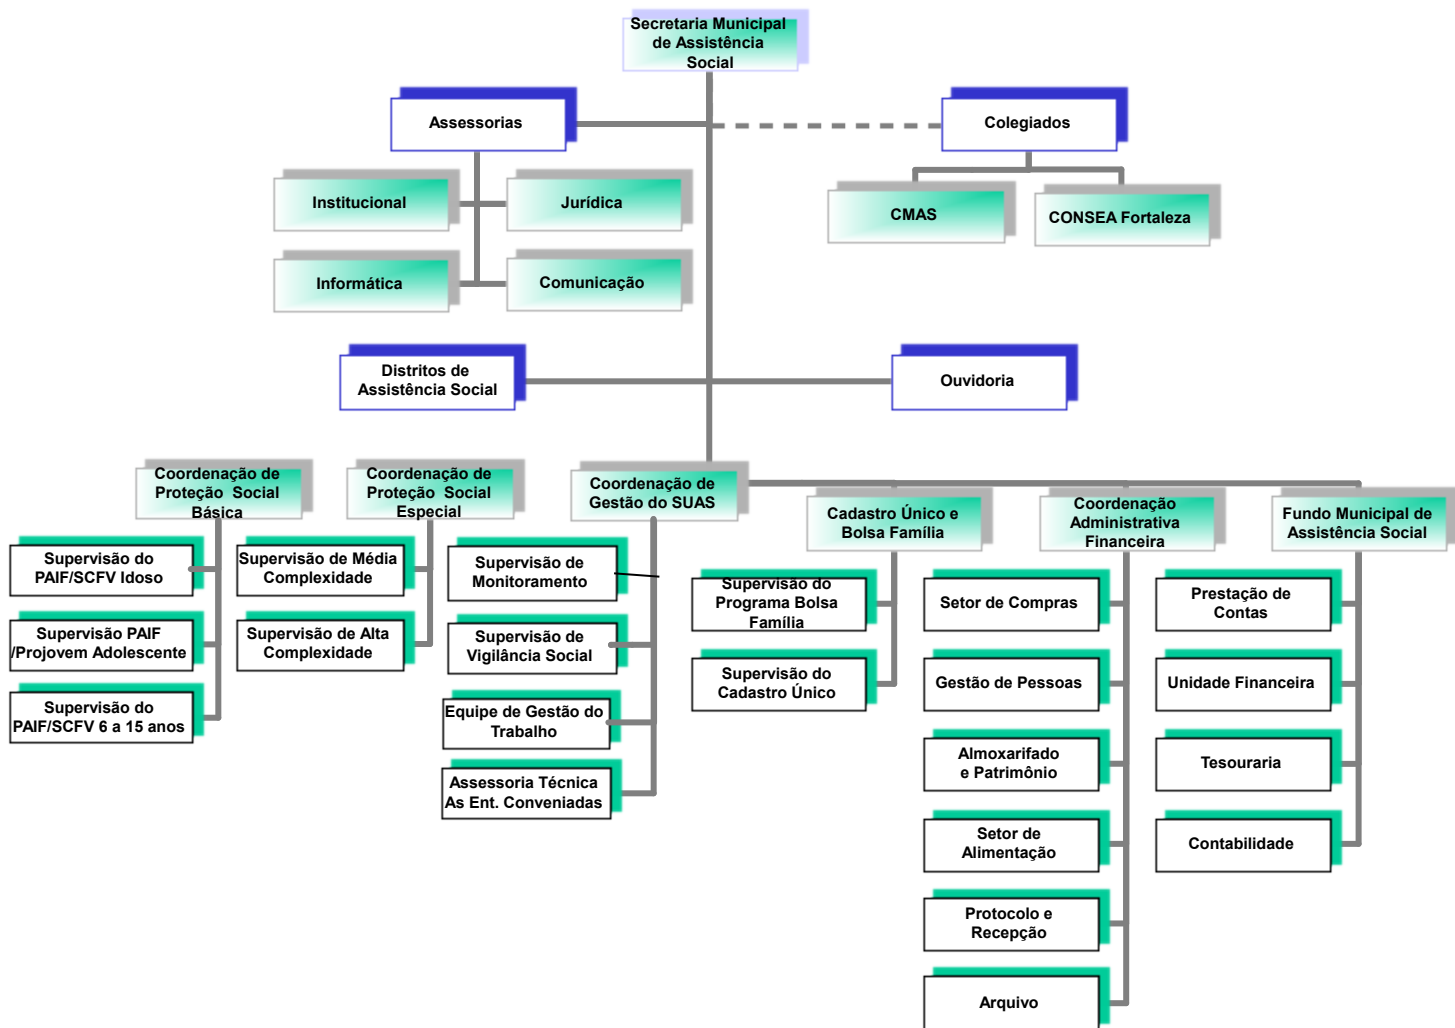 Secretaria Municipal
de Assistência
Social
Assessorias
Colegiados
Institucional
Jurídica
CMAS
CONSEA Fortaleza
Informática
Comunicação
Distritos de
Assistência Social
Ouvidoria
Coordenação de
Proteção Social
Básica
Coordenação de
Proteção Social
Especial
Coordenação de
Gestão do SUAS
Cadastro Único e
Bolsa Família
Coordenação
Administrativa
Financeira
Fundo Municipal de
Assistência Social
Supervisão do
PAIF/SCFV Idoso
Supervisão PAIF
/Projovem Adolescente
Supervisão do
PAIF/SCFV 6 a 15 anos
Supervisão de Média
Complexidade
Supervisão de Alta
Complexidade
Supervisão de
Monitoramento
Supervisão de
Vigilância Social
Equipe de Gestão do
Trabalho
Assessoria Técnica
As Ent. Conveniadas
Supervisão do
Programa Bolsa
Família
Supervisão do
Cadastro Único
Setor de Compras
Gestão de Pessoas
Almoxarifado
e Patrimônio
Setor de
Alimentação
Protocolo e
Recepção
Arquivo
Prestação de
Contas
Unidade Financeira
Tesouraria
Contabilidade